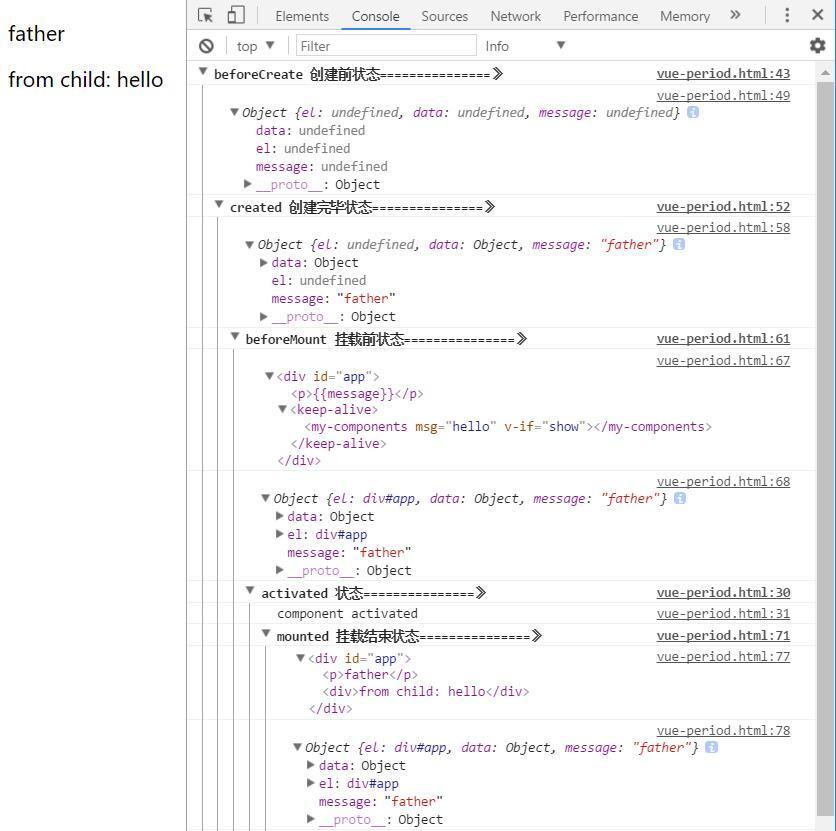 father
from child: hello
Elements Console Sources Network Performance Memory »
top ▼ Filter Info ▼
▼ beforeCreate 创建前状态===============》 vue-period.html:43
vue-period.html:49
▼ Object {el: undefined, data: undefined, message: undefined} i
data: undefined
el: undefined
message: undefined
▶ __proto__: Object
▼ created 创建完毕状态===============》 vue-period.html:52
vue-period.html:58
▼ Object {el: undefined, data: Object, message: "father"} i
▶ data: Object
el: undefined
message: "father"
▶ __proto__: Object
▼ beforeMount 挂载前状态===============》 vue-period.html:61
vue-period.html:67
▼ <div id="app">
<p>{{message}}</p>
▼ <keep-alive>
<my-components msg="hello" v-if="show"></my-components>
</keep-alive>
</div>
vue-period.html:68
▼ Object {el: div#app, data: Object, message: "father"} i
▶ data: Object
▶ el: div#app
message: "father"
▶ __proto__: Object
▼ activated 状态===============》 vue-period.html:30
component activated vue-period.html:31
▼ mounted 挂载结束状态===============》 vue-period.html:71
▼ <div id="app"> vue-period.html:77
<p>father</p>
<div>from child: hello</div>
</div>
vue-period.html:78
▼ Object {el: div#app, data: Object, message: "father"} i
▶ data: Object
▶ el: div#app
message: "father"
▶ __proto__: Object